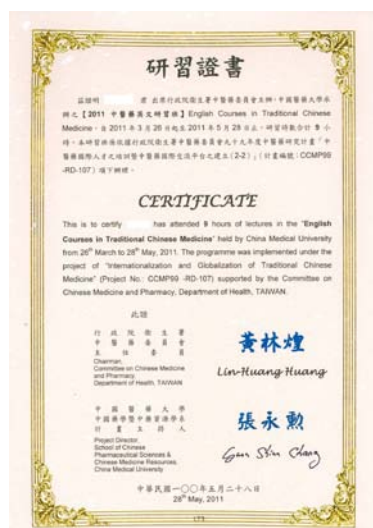 研習證書
茲證明 君 出席行政院衛生署中醫藥委員會主辦，中國醫藥大學承
辦之【2011 中醫藥英文研習班】English Courses in Traditional Chinese
Medicine，自 2011 年 3 月 26 日起至 2011 年 5 月 28 日止，研習時數合計 9 小
時。本研習班係依據行政院衛生署中醫藥委員會九十九年度中醫藥研究計畫「中
醫藥國際人才之培訓暨中醫藥國際交流平台之建立(2-2)」(計畫編號：CCMP99
-RD-107) 項下辦理。
CERTIFICATE
This is to certify has attended 9 hours of lectures in the "English
Courses in Traditional Chinese Medicine" held by China Medical University
from 26th March to 28th May, 2011. The programme was implemented under the
project of "Internationalization and Globalization of Traditional Chinese
Medicine" (Project No.: CCMP99 -RD-107) supported by the Committee on
Chinese Medicine and Pharmacy, Department of Health, TAIWAN.
此證
行政院衛生署
中醫藥委員會
主任委員
Chairman,
Committee on Chinese Medicine
and Pharmacy,
Department of Health, TAIWAN
黃林煌
Lin-Huang Huang
中國醫藥大學
中國藥學暨中藥資源學系
計畫主持人
Project Director,
School of Chinese
Pharmaceutical Sciences &
Chinese Medicine Resources,
China Medical University
張永勳
中華民國一○○年五月二十八日
28th May, 2011
173